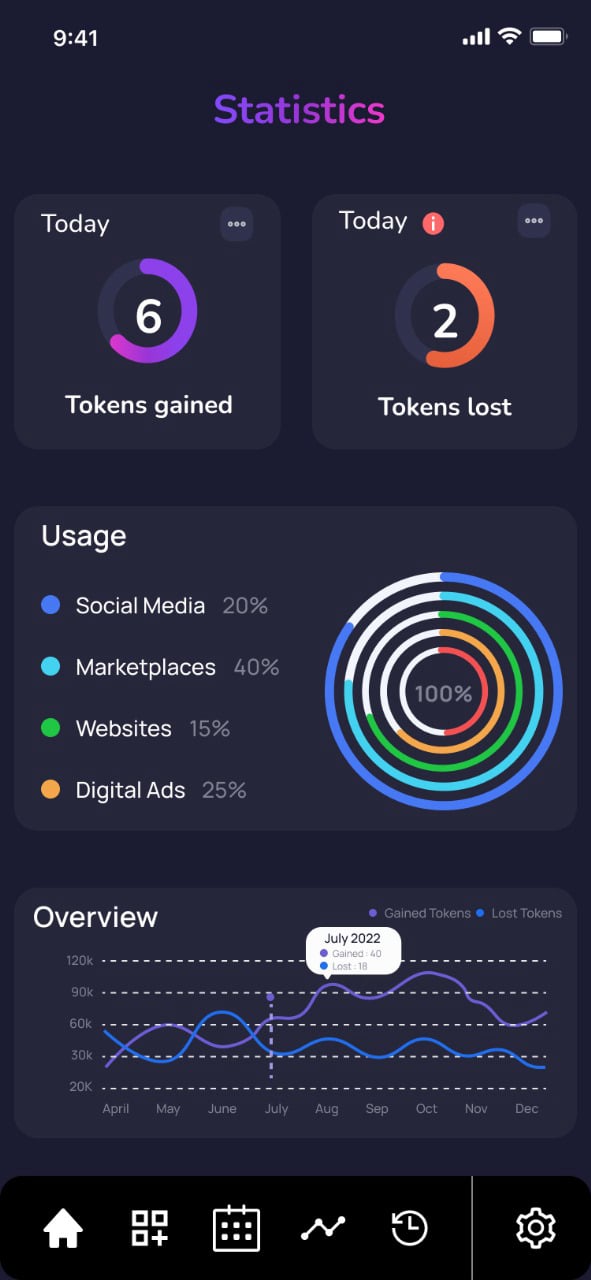 9:41
Statistics
Today
Today
6
2
Tokens gained
Tokens lost
Usage
Social Media 20%
Marketplaces 40%
Websites 15%
Digital Ads 25%
100%
Overview
Gained Tokens Lost Tokens
July 2022
Gained : 40
Lost : 18
120k
90k
60k
30k
20K
April May June July Aug Sep Oct Nov Dec